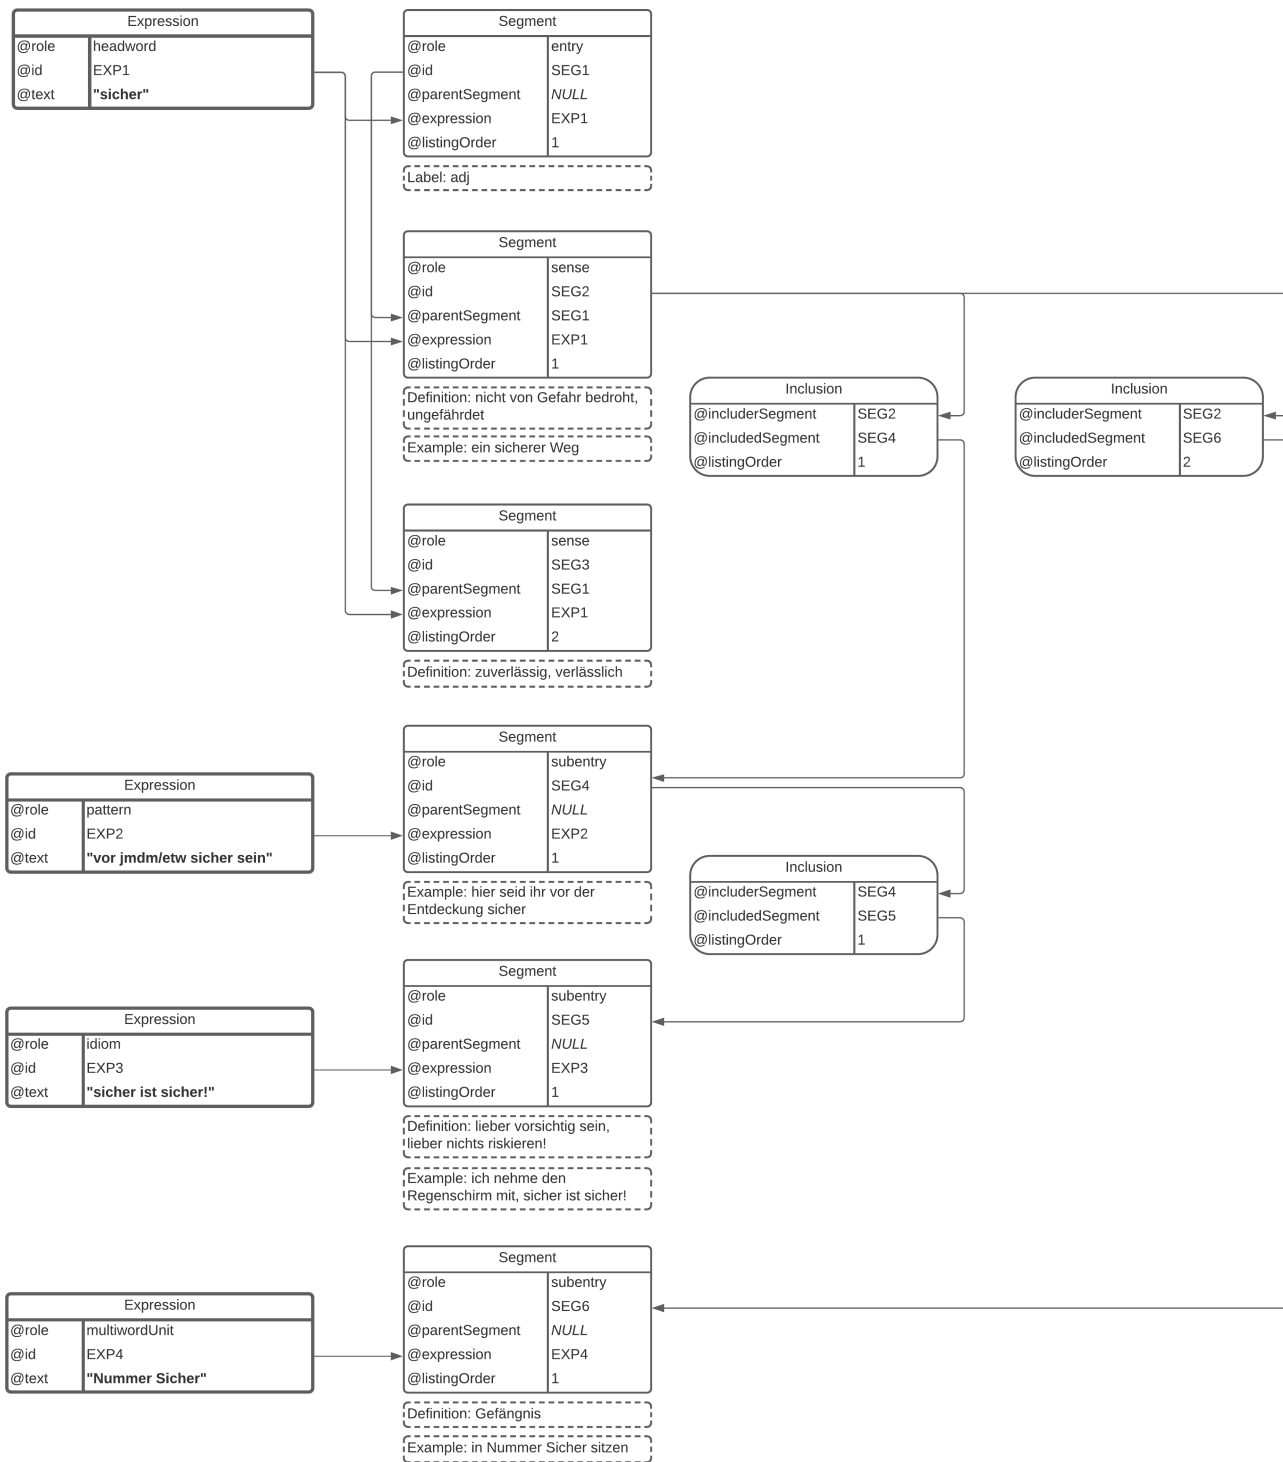 Expression
@role headword
@id EXP1
@text "sicher"
Segment
@role entry
@id SEG1
@parentSegment NULL
@expression EXP1
@listingOrder 1
Label: adj
Segment
@role sense
@id SEG2
@parentSegment SEG1
@expression EXP1
@listingOrder 1
Definition: nicht von Gefahr bedroht,
ungefährdet
Example: ein sicherer Weg
Inclusion
@includerSegment SEG2
@includedSegment SEG4
@listingOrder 1
Inclusion
@includerSegment SEG2
@includedSegment SEG6
@listingOrder 2
Segment
@role sense
@id SEG3
@parentSegment SEG1
@expression EXP1
@listingOrder 2
Definition: zuverlässig, verlässlich
Expression
@role pattern
@id EXP2
@text "vor jmdm/etw sicher sein"
Segment
@role subentry
@id SEG4
@parentSegment NULL
@expression EXP2
@listingOrder 1
Example: hier seid ihr vor der
Entdeckung sicher
Inclusion
@includerSegment SEG4
@includedSegment SEG5
@listingOrder 1
Expression
@role idiom
@id EXP3
@text "sicher ist sicher!"
Segment
@role subentry
@id SEG5
@parentSegment NULL
@expression EXP3
@listingOrder 1
Definition: lieber vorsichtig sein,
lieber nichts riskieren!
Example: ich nehme den
Regenschirm mit, sicher ist sicher!
Expression
@role multiwordUnit
@id EXP4
@text "Nummer Sicher"
Segment
@role subentry
@id SEG6
@parentSegment NULL
@expression EXP4
@listingOrder 1
Definition: Gefängnis
Example: in Nummer Sicher sitzen